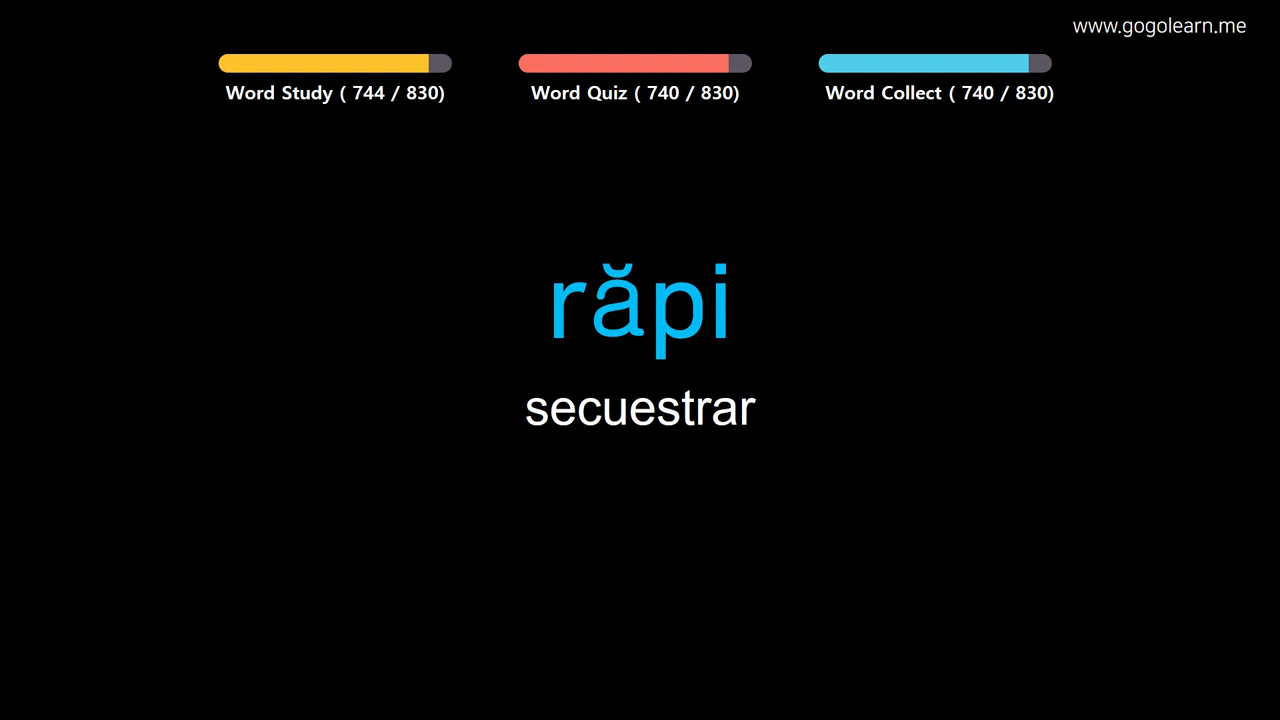 www.gogolearn.me
Word Study ( 744 / 830)
Word Quiz ( 740 / 830)
Word Collect ( 740 / 830)
răpi
secuestrar